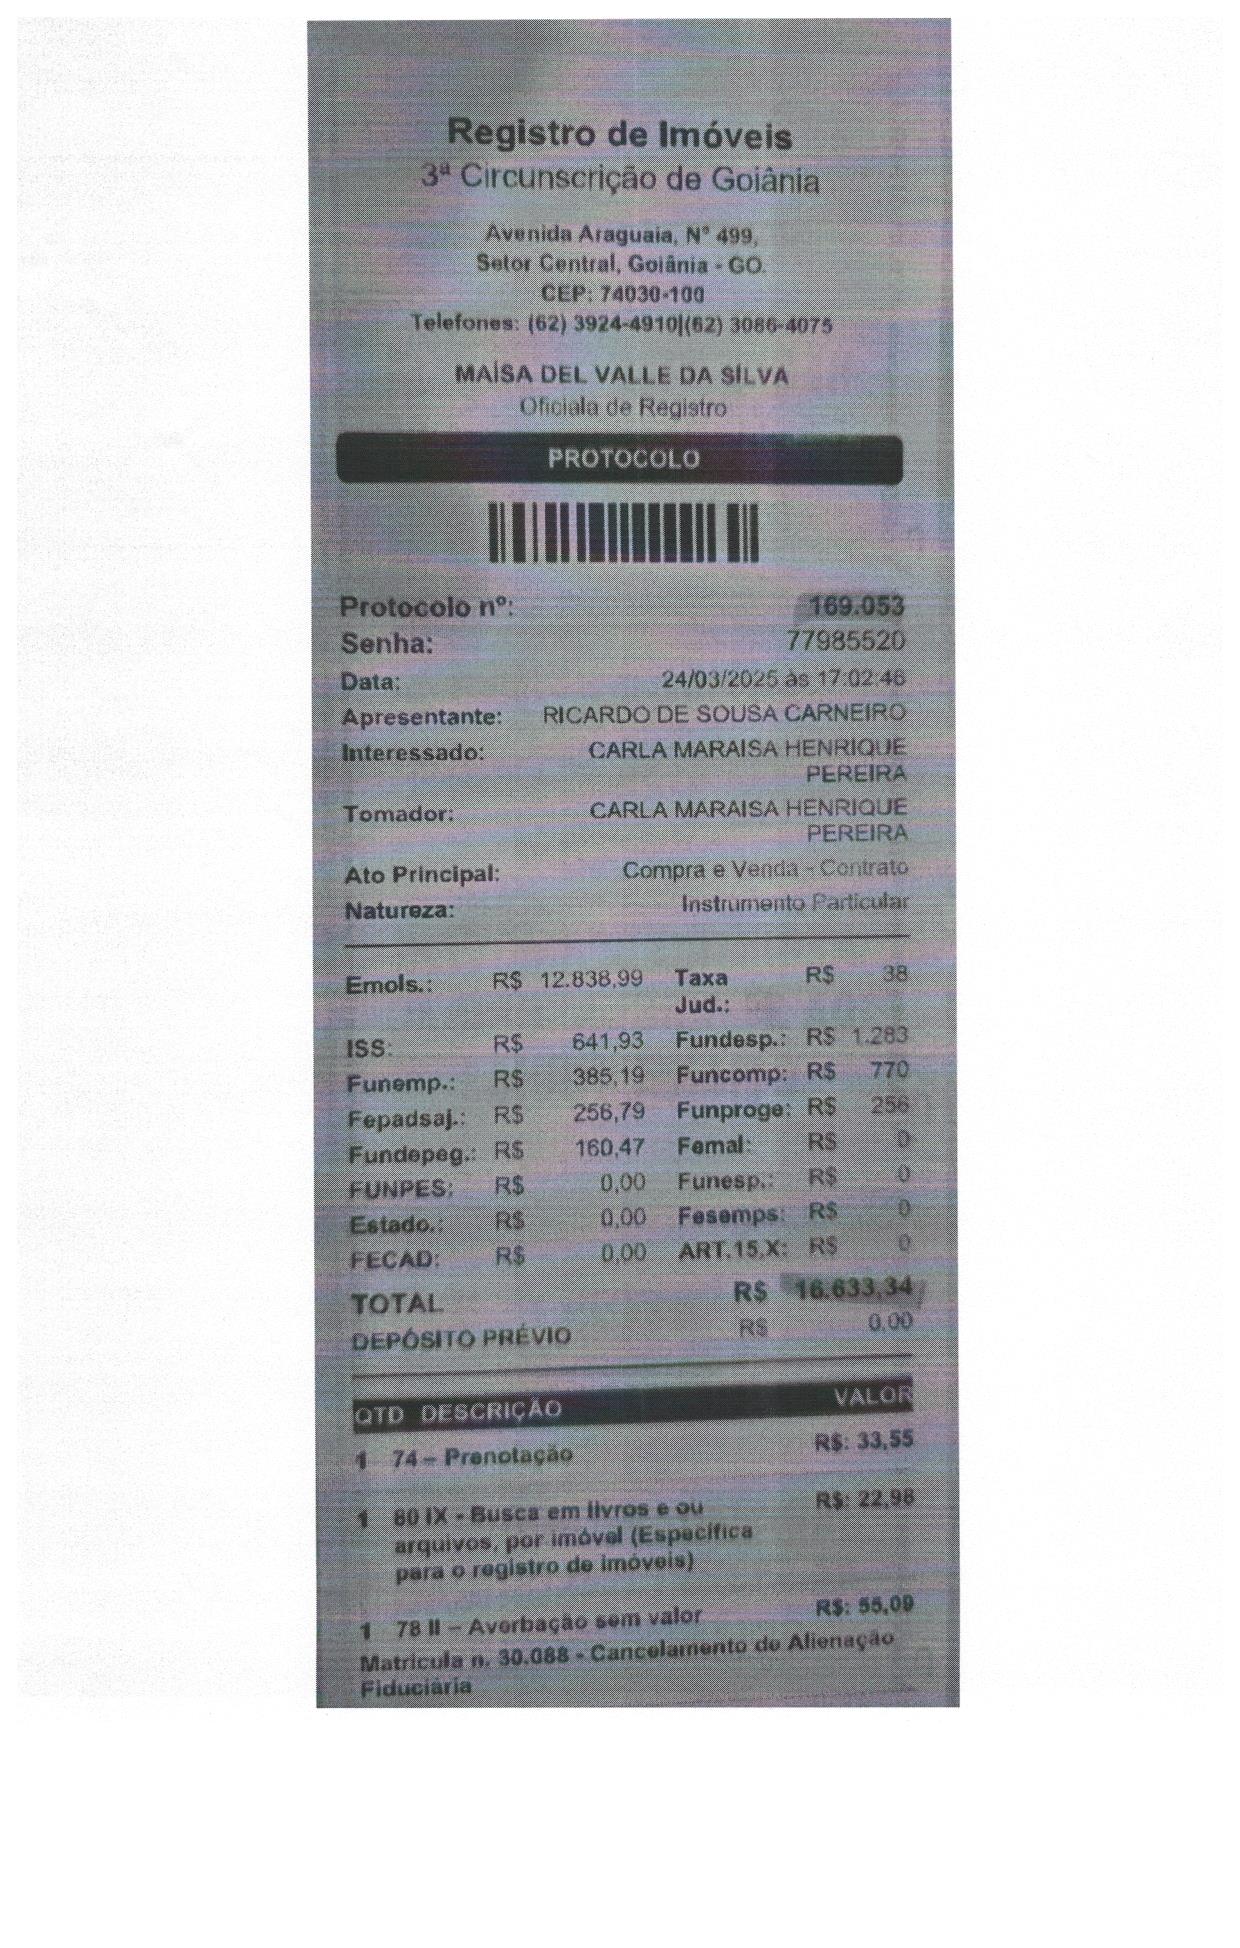 Registro de Imóveis
3ª Circunscrição de Goiânia
Avenida Araguaia, Nº 499,
Setor Central, Goiânia - GO.
CEP: 74030-100
Telefones: (62) 3924-4910|(62) 3086-4075
MAÍSA DEL VALLE DA SILVA
Oficiala de Registro
PROTOCOLO
Protocolo nº: 169.053
Senha: 77985520
Data: 24/03/2025 às 17:02:46
Apresentante: RICARDO DE SOUSA CARNEIRO
Interessado: CARLA MARAISA HENRIQUE
PEREIRA
Tomador: CARLA MARAISA HENRIQUE
PEREIRA
Ato Principal: Compra e Venda - Contrato
Natureza: Instrumento Particular
Emols.: R$ 12.838,99 Taxa R$ 38
Jud.:
ISS: R$ 641,93 Fundesp.: R$ 1.283
Funemp.: R$ 385,19 Funcomp: R$ 770
Fepadsaj.: R$ 256,79 Funproge: R$ 256
Fundepeg.: R$ 160,47 Femal: R$ 0
FUNPES: R$ 0,00 Funesp.: R$ 0
Estado.: R$ 0,00 Fesemps: R$ 0
FECAD: R$ 0,00 ART.15,X: R$ 0
TOTAL R$ 16.633,34
DEPÓSITO PRÉVIO R$ 0,00
QTD DESCRIÇÃO VALOR
1 74 – Prenotação R$: 33,55
1 80 IX - Busca em livros e ou R$: 22,98
arquivos, por imóvel (Específica
para o registro de imóveis)
1 78 II – Averbação sem valor R$: 55,09
Matrícula n. 30.088 - Cancelamento de Alienação
Fiduciária